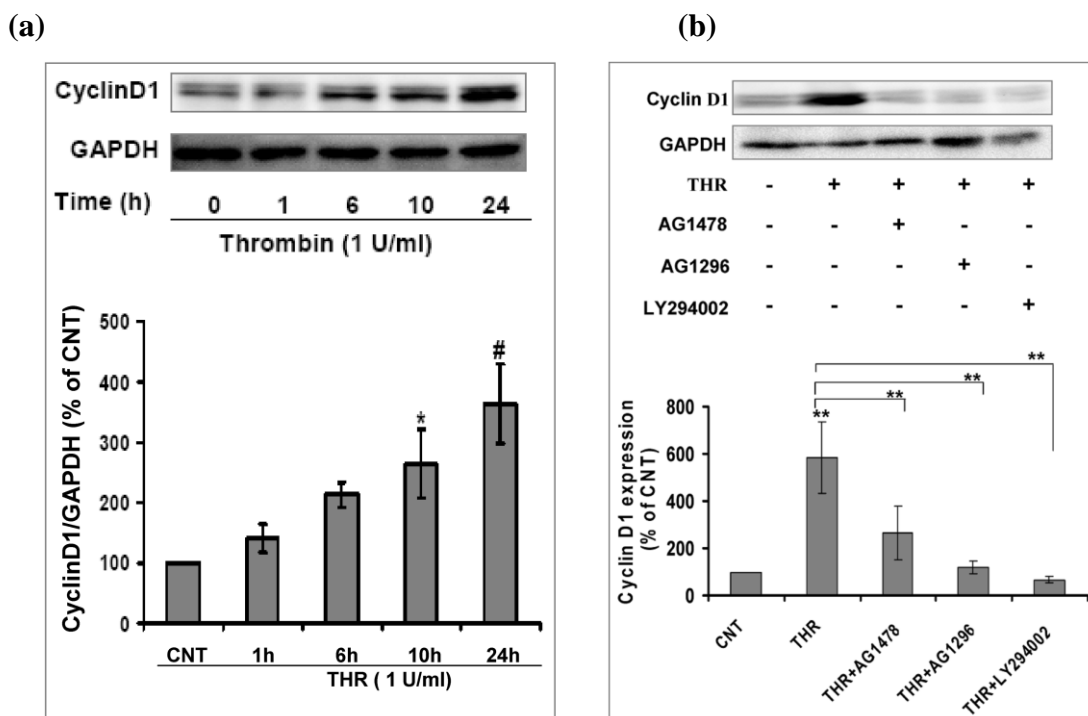 (a)
CyclinD1
GAPDH
Time (h) 0 1 6 10 24
Thrombin (1 U/ml)
CyclinD1/GAPDH (% of CNT)
500
400
300
200
100
0
*
#
CNT 1h 6h 10h 24h
THR ( 1 U/ml)
(b)
Cyclin D1
GAPDH
THR - + + + +
AG1478 - - + - -
AG1296 - - - + -
LY294002 - - - - +
Cyclin D1 expression
(% of CNT)
800
600
400
200
0
**
**
**
**
CNT THR THR+AG1478 THR+AG1296 THR+LY294002